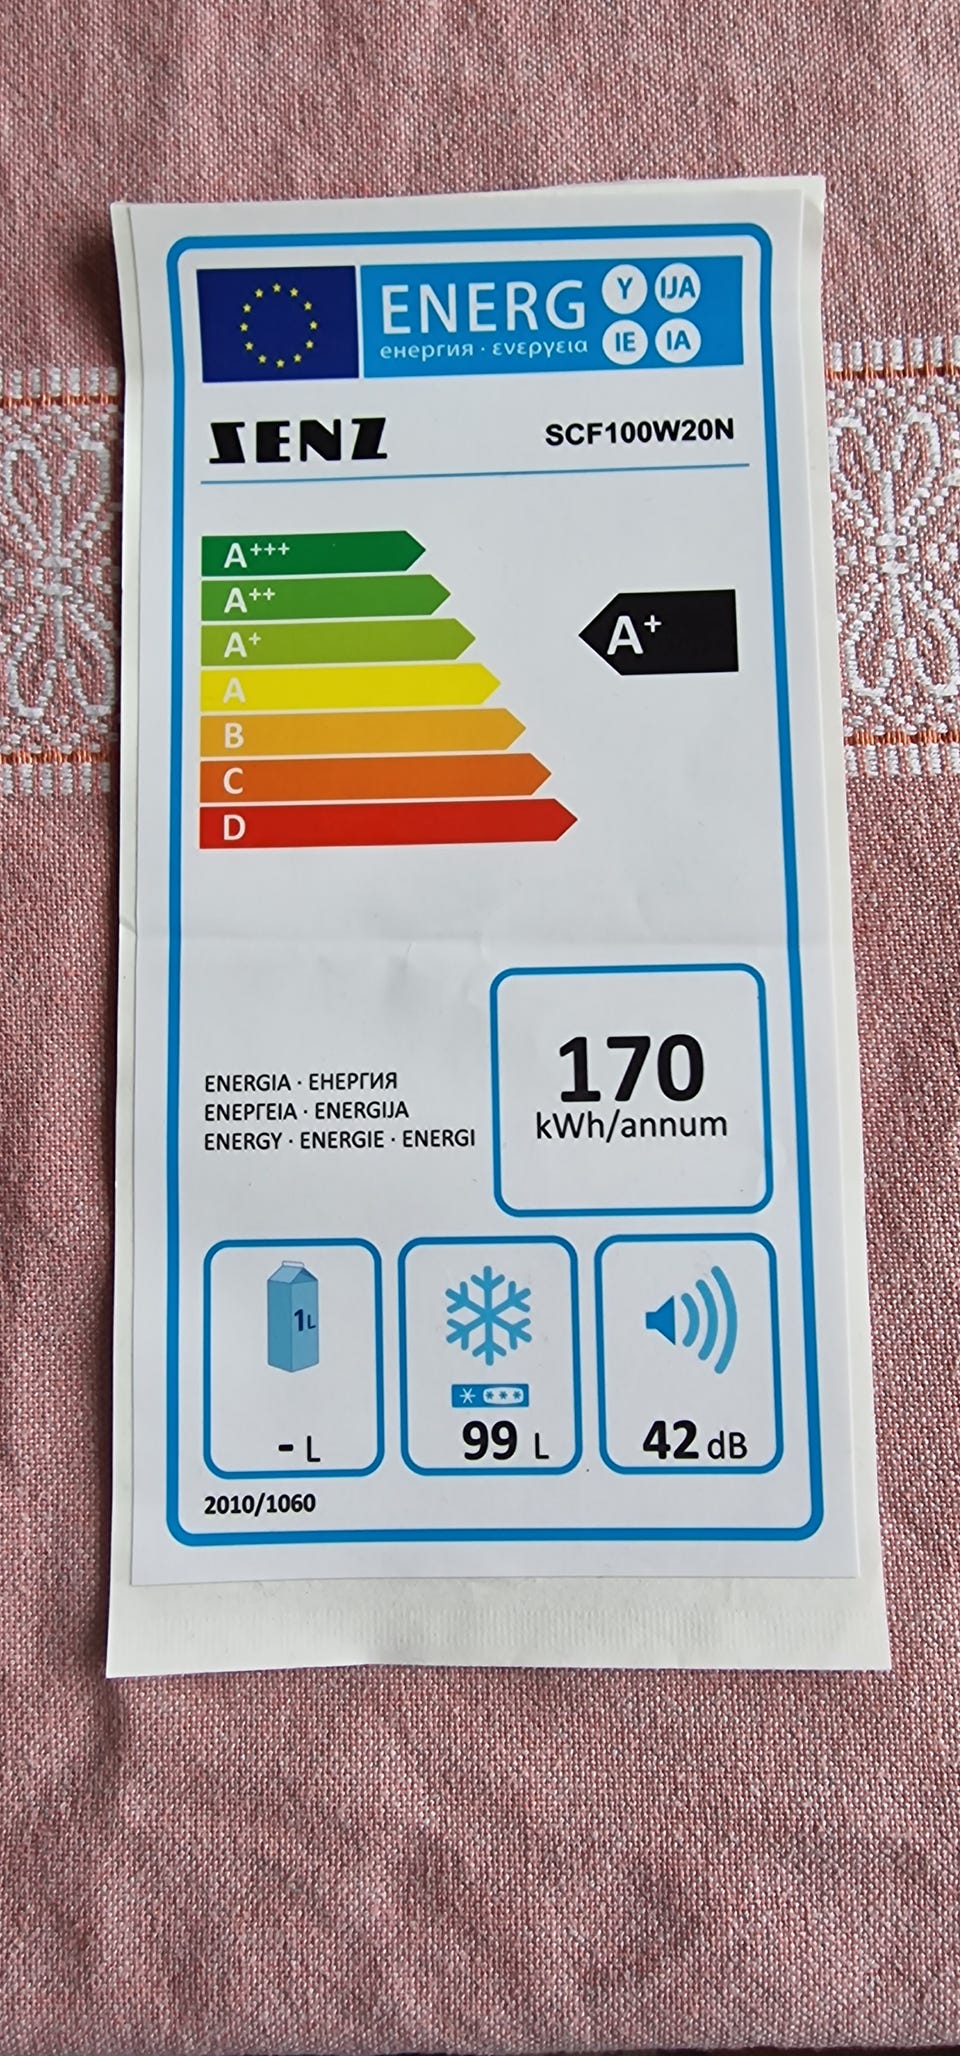 ENERG Y IJA
енергия · ενεργεια IE IA
SENZ SCF100W20N
A+++
A++
A+
A+
A
B
C
D
170
kWh/annum
ENERGIA · ЕНЕРГИЯ
ΕΝΕΡΓΕΙΑ · ENERGIJA
ENERGY · ENERGIE · ENERGI
1L
- L
99 L
42 dB
2010/1060